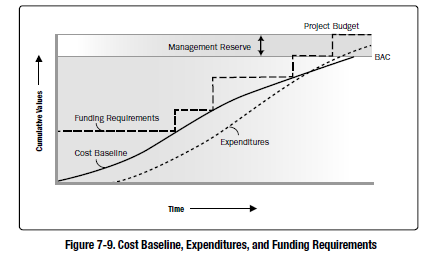 Project Budget
Management Reserve
BAC
Cumulative Values
Funding Requirements
Expenditures
Cost Baseline
Time
Figure 7-9. Cost Baseline, Expenditures, and Funding Requirements